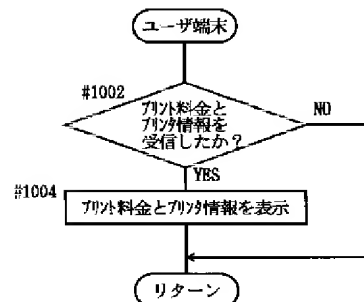 ユーザ端末
#1002
プリント料金と
プリンタ情報を
受信したか?
NO
YES
#1004
プリント料金とプリンタ情報を表示
リターン